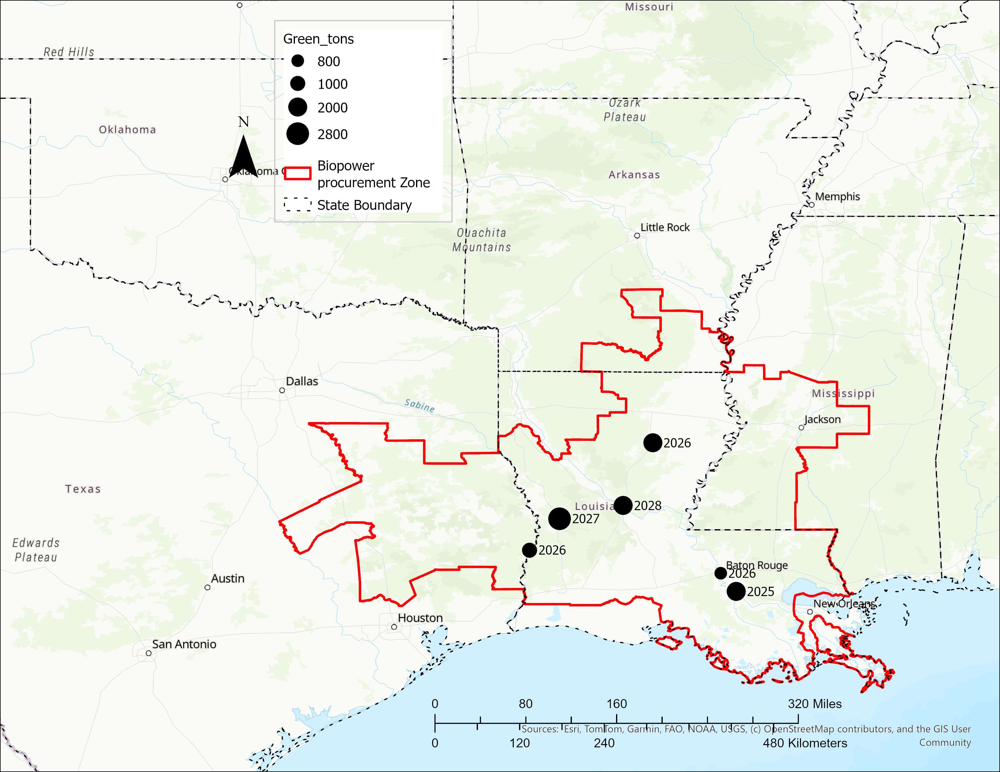 Missouri
Green_tons
800
1000
2000
2800
Biopower
procurement Zone
State Boundary
Red Hills
Ozark
Plateau
N
Oklahoma
Oklahoma C
Arkansas
Memphis
Little Rock
Ouachita
Mountains
Dallas
Sabine
Mississippi
Jackson
2026
Texas
Louisia
2028
2027
Edwards
Plateau
2026
Baton Rouge
2026
Austin
2025
New Orleans
Houston
San Antonio
0 80 160 320 Miles
Sources: Esri, TomTom, Garmin, FAO, NOAA, USGS, (c) OpenStreetMap contributors, and the GIS User
Community
0 120 240 480 Kilometers